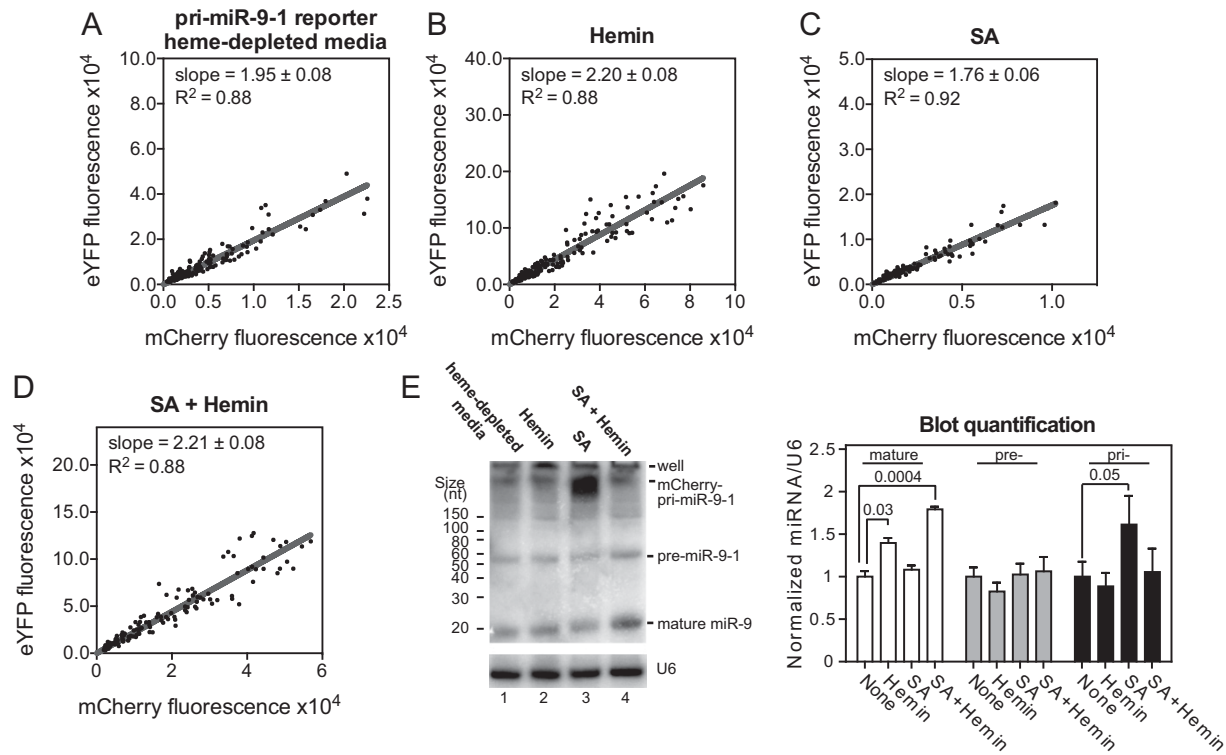 A
pri-miR-9-1 reporter
heme-depleted media
slope = 1.95 ± 0.08
R² = 0.88
10.0
8.0
6.0
4.0
2.0
0.0
0.0 0.5 1.0 1.5 2.0 2.5
eYFP fluorescence x10⁴
mCherry fluorescence x10⁴
B
Hemin
slope = 2.20 ± 0.08
R² = 0.88
40.0
30.0
20.0
10.0
0.0
0 2 4 6 8 10
eYFP fluorescence x10⁴
mCherry fluorescence x10⁴
C
SA
slope = 1.76 ± 0.06
R² = 0.92
5.0
4.0
3.0
2.0
1.0
0.0
0.0 0.5 1.0
eYFP fluorescence x10⁴
mCherry fluorescence x10⁴
D
SA + Hemin
slope = 2.21 ± 0.08
R² = 0.88
20.0
15.0
10.0
5.0
0.0
0 2 4 6
eYFP fluorescence x10⁴
mCherry fluorescence x10⁴
E
heme-depleted
media
Hemin
SA
SA + Hemin
Size
(nt)
150
100
80
60
50
40
30
20
well
mCherry-
pri-miR-9-1
pre-miR-9-1
mature miR-9
U6
1 2 3 4
Blot quantification
mature pre- pri-
0.0004
0.03
0.05
2.5
2
1.5
1
0.5
0
Normalized miRNA/U6
None Hemin SA SA+Hemin None Hemin SA SA+Hemin None Hemin SA SA+Hemin